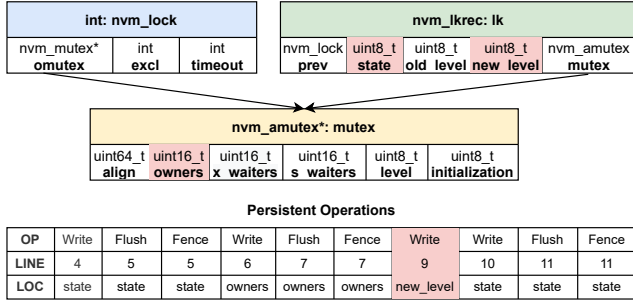 int: nvm_lock
nvm_lkrec: lk
nvm_mutex* int int
omutex excl timeout
nvm_lock uint8_t uint8_t uint8_t nvm_amutex
prev state old_level new_level mutex
nvm_amutex*: mutex
uint64_t uint16_t uint16_t uint16_t uint8_t uint8_t
align owners x_waiters s_waiters level initialization
Persistent Operations
OP Write Flush Fence Write Flush Fence Write Write Flush Fence
LINE 4 5 5 6 7 7 9 10 11 11
LOC state state state owners owners owners new_level state state state